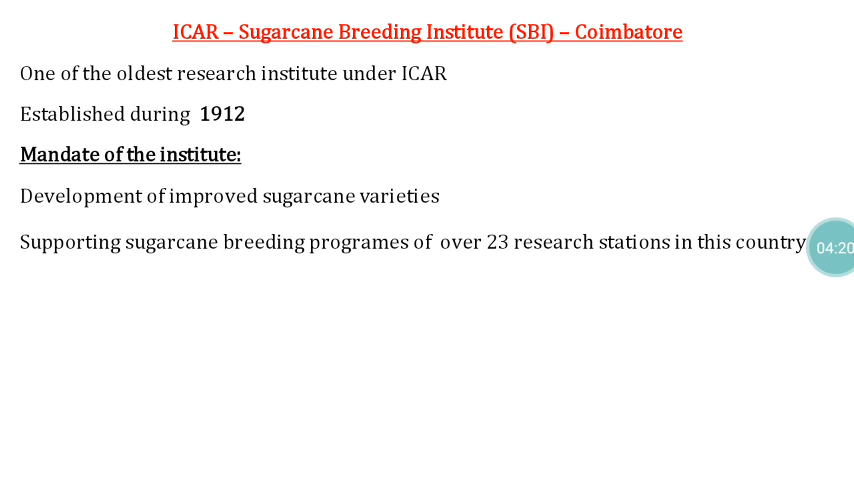 ICAR – Sugarcane Breeding Institute (SBI) – Coimbatore
One of the oldest research institute under ICAR
Established during 1912
Mandate of the institute:
Development of improved sugarcane varieties
Supporting sugarcane breeding programes of over 23 research stations in this country
04:20